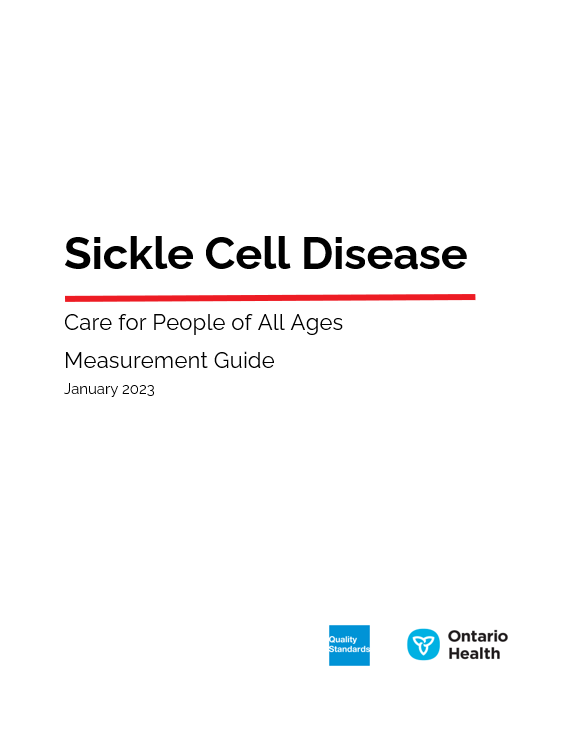 Sickle Cell Disease
Care for People of All Ages
Measurement Guide
January 2023
Quality
Standards
Ontario
Health